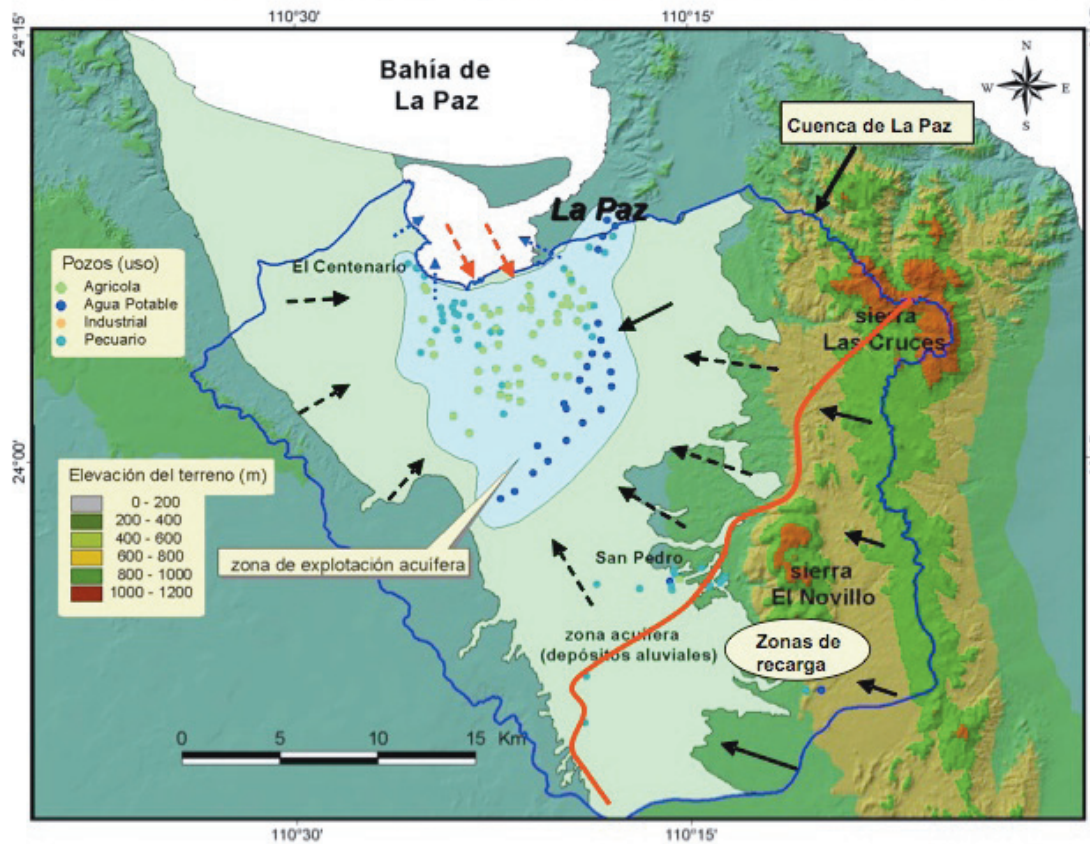 110°30'
110°15'
24°15'
Bahía de
La Paz
N
W
E
S
Cuenca de La Paz
La Paz
El Centenario
Pozos (uso)
Agricola
Agua Potable
Industrial
Pecuario
sierra
Las Cruces
24°00'
Elevación del terreno (m)
0 - 200
200 - 400
400 - 600
600 - 800
800 - 1000
1000 - 1200
zona de explotación acuifera
San Pedro
sierra
El Novillo
zona acuifera
(depósitos aluviales)
Zonas de
recarga
0
5
10
15
Km
110°30'
110°15'